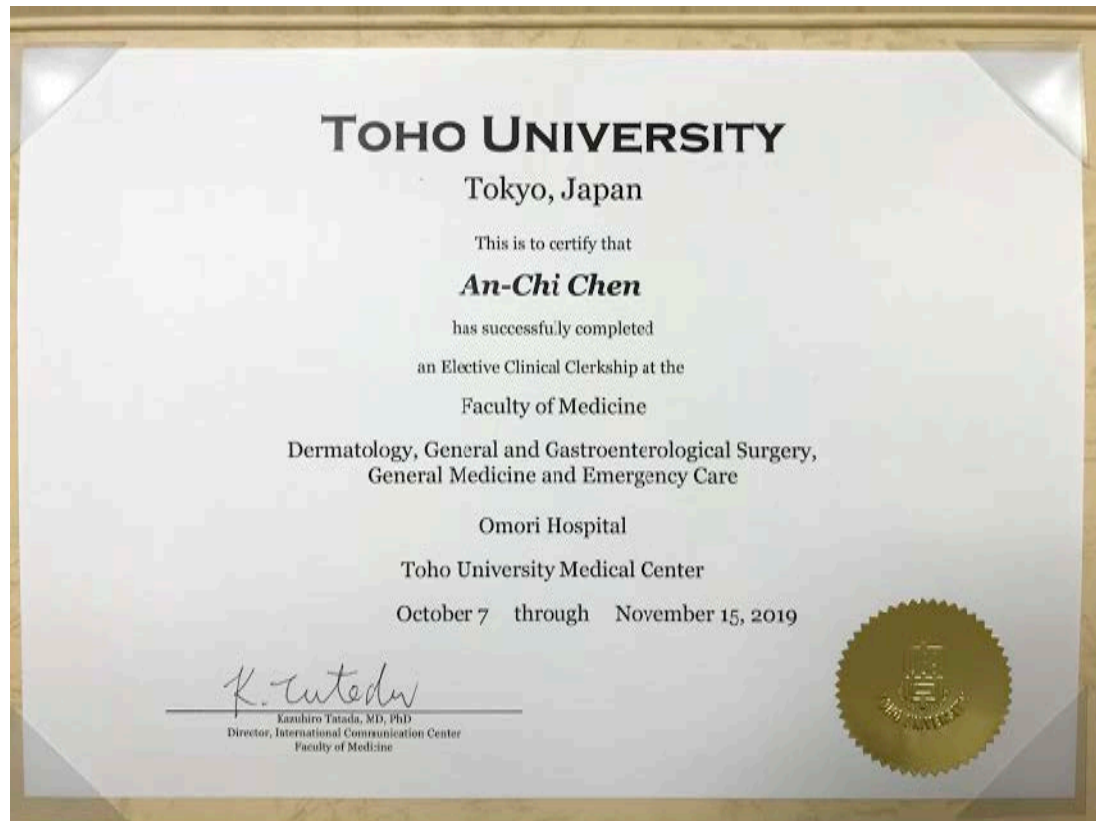 TOHO UNIVERSITY
Tokyo, Japan
This is to certify that
An-Chi Chen
has successfully completed
an Elective Clinical Clerkship at the
Faculty of Medicine
Dermatology, General and Gastroenterological Surgery,
General Medicine and Emergency Care
Omori Hospital
Toho University Medical Center
October 7 through November 15, 2019
Kazuhiro Tatada, MD, PhD
Director, International Communication Center
Faculty of Medicine
TOHO UNIVERSITY